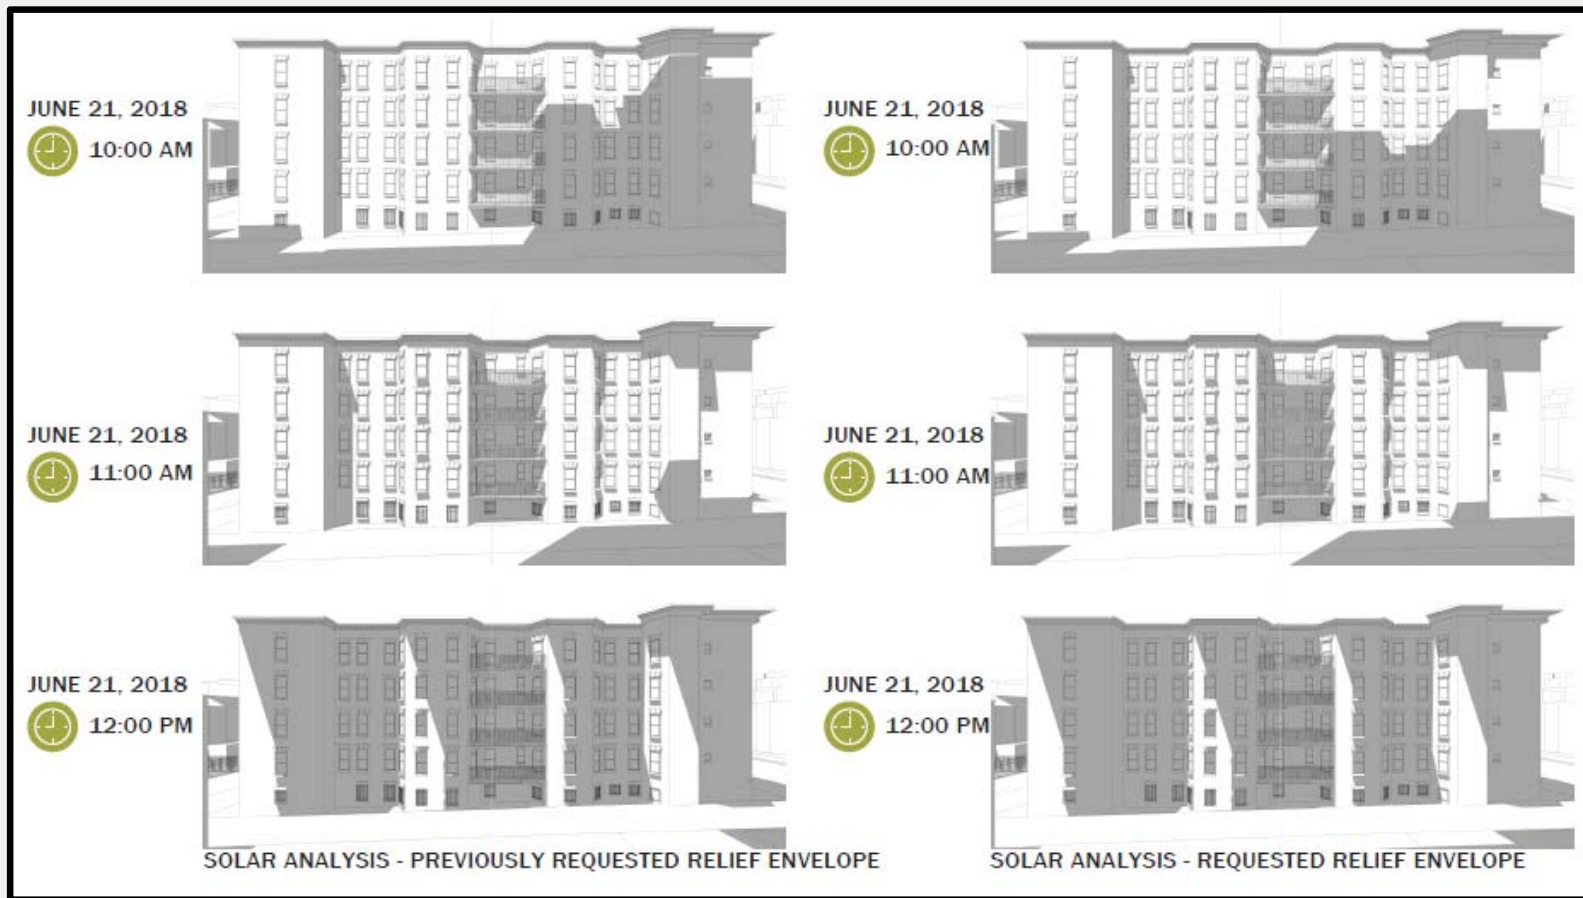 JUNE 21, 2018
10:00 AM
JUNE 21, 2018
10:00 AM
JUNE 21, 2018
11:00 AM
JUNE 21, 2018
11:00 AM
JUNE 21, 2018
12:00 PM
JUNE 21, 2018
12:00 PM
SOLAR ANALYSIS - PREVIOUSLY REQUESTED RELIEF ENVELOPE
SOLAR ANALYSIS - REQUESTED RELIEF ENVELOPE